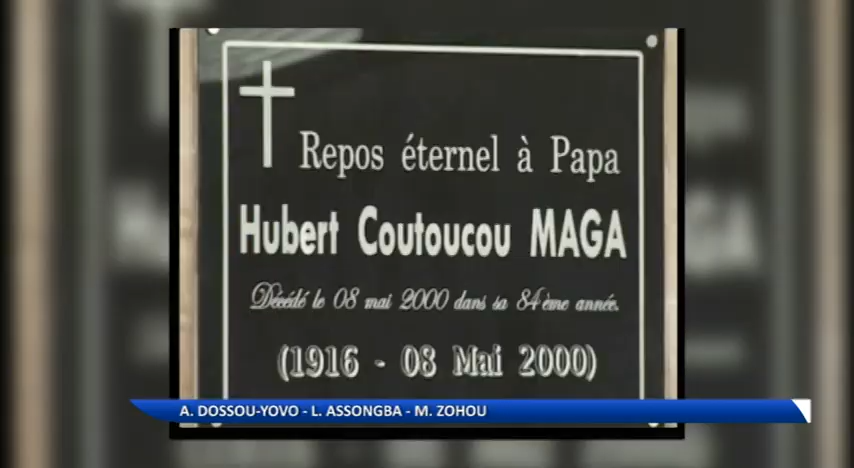 Repos éternel à Papa
Hubert Coutoucou MAGA
Décédé le 08 mai 2000 dans sa 84ème année.
(1916 - 08 Mai 2000)
A. DOSSOU-YOVO - L. ASSONGBA - M. ZOHOU